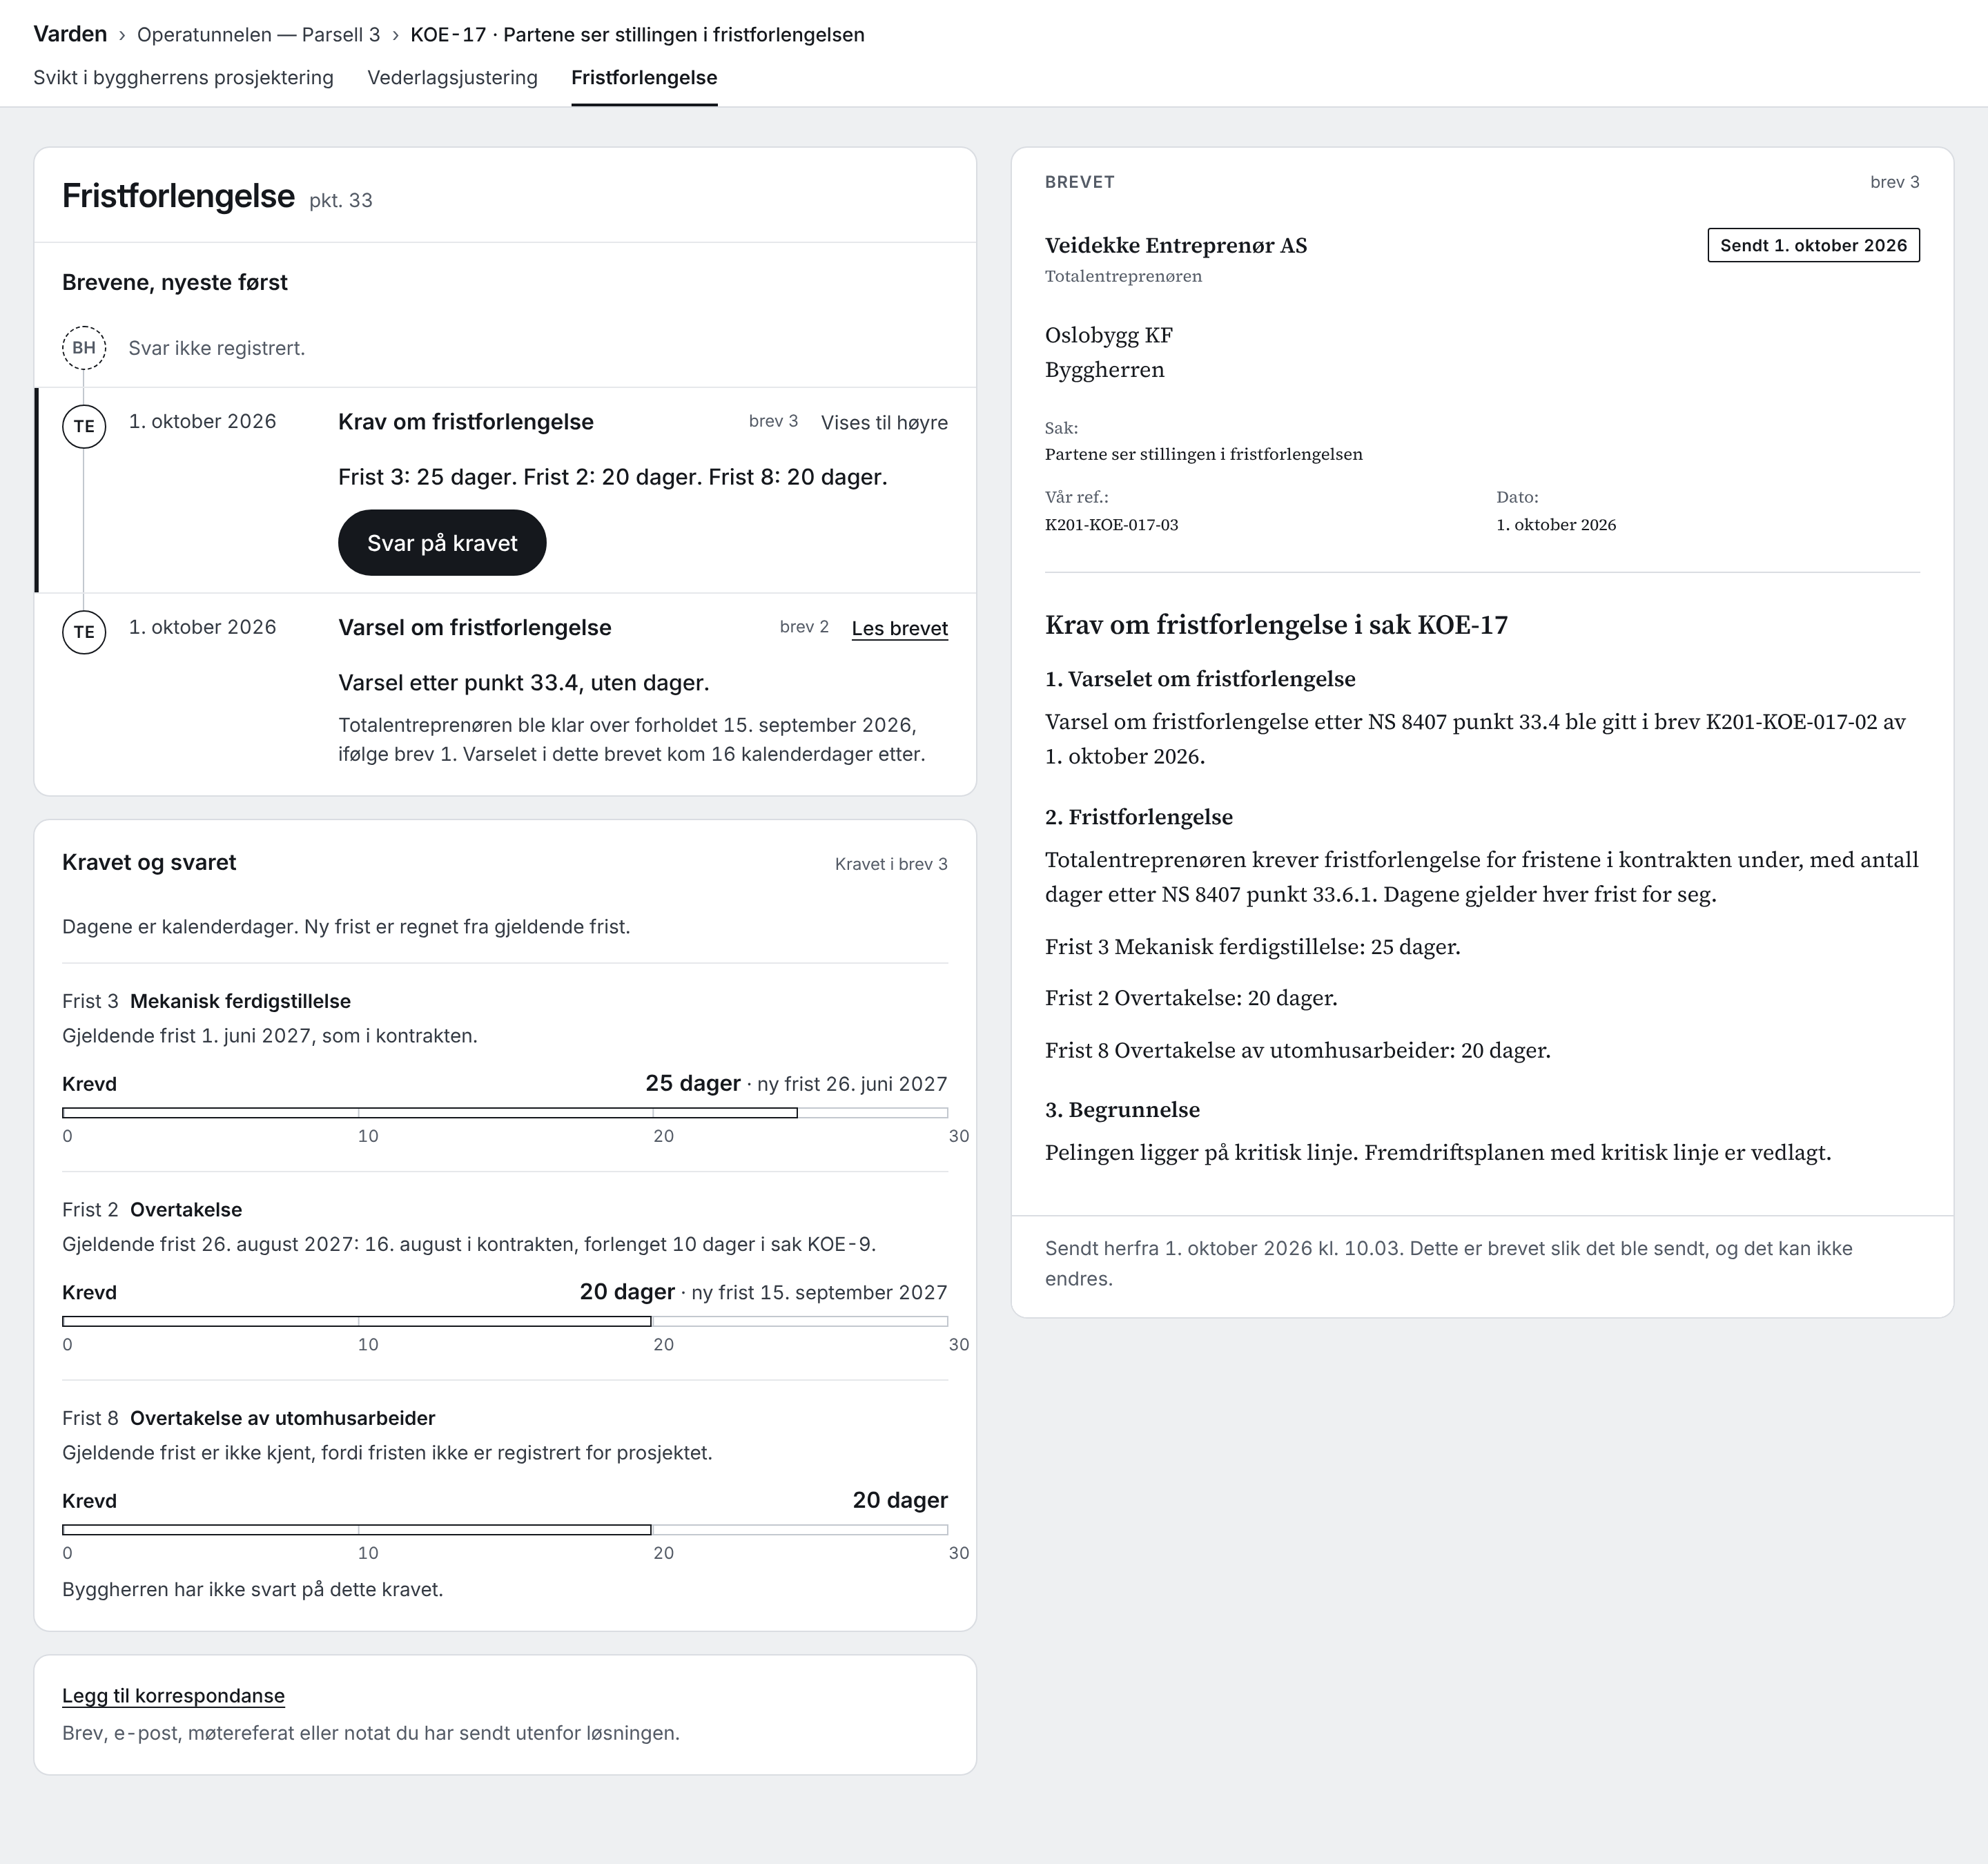 Varden › Operatunnelen — Parsell 3 › KOE-17 · Partene ser stillingen i fristforlengelsen
Svikt i byggherrens prosjektering Vederlagsjustering Fristforlengelse
Fristforlengelse pkt. 33
Brevene, nyeste først
BH Svar ikke registrert.
TE 1. oktober 2026 Krav om fristforlengelse brev 3 Vises til høyre
Frist 3: 25 dager. Frist 2: 20 dager. Frist 8: 20 dager.
Svar på kravet
TE 1. oktober 2026 Varsel om fristforlengelse brev 2 Les brevet
Varsel etter punkt 33.4, uten dager.
Totalentreprenøren ble klar over forholdet 15. september 2026,
ifølge brev 1. Varselet i dette brevet kom 16 kalenderdager etter.
Kravet og svaret Kravet i brev 3
Dagene er kalenderdager. Ny frist er regnet fra gjeldende frist.
Frist 3 Mekanisk ferdigstillelse
Gjeldende frist 1. juni 2027, som i kontrakten.
Krevd 25 dager · ny frist 26. juni 2027
0 10 20 30
Frist 2 Overtakelse
Gjeldende frist 26. august 2027: 16. august i kontrakten, forlenget 10 dager i sak KOE-9.
Krevd 20 dager · ny frist 15. september 2027
0 10 20 30
Frist 8 Overtakelse av utomhusarbeider
Gjeldende frist er ikke kjent, fordi fristen ikke er registrert for prosjektet.
Krevd 20 dager
0 10 20 30
Byggherren har ikke svart på dette kravet.
Legg til korrespondanse
Brev, e-post, møtereferat eller notat du har sendt utenfor løsningen.
BREVET brev 3
Veidekke Entreprenør AS Sendt 1. oktober 2026
Totalentreprenøren
Oslobygg KF
Byggherren
Sak:
Partene ser stillingen i fristforlengelsen
Vår ref.: Dato:
K201-KOE-017-03 1. oktober 2026
Krav om fristforlengelse i sak KOE-17
1. Varselet om fristforlengelse
Varsel om fristforlengelse etter NS 8407 punkt 33.4 ble gitt i brev K201-KOE-017-02 av
1. oktober 2026.
2. Fristforlengelse
Totalentreprenøren krever fristforlengelse for fristene i kontrakten under, med antall
dager etter NS 8407 punkt 33.6.1. Dagene gjelder hver frist for seg.
Frist 3 Mekanisk ferdigstillelse: 25 dager.
Frist 2 Overtakelse: 20 dager.
Frist 8 Overtakelse av utomhusarbeider: 20 dager.
3. Begrunnelse
Pelingen ligger på kritisk linje. Fremdriftsplanen med kritisk linje er vedlagt.
Sendt herfra 1. oktober 2026 kl. 10.03. Dette er brevet slik det ble sendt, og det kan ikke
endres.